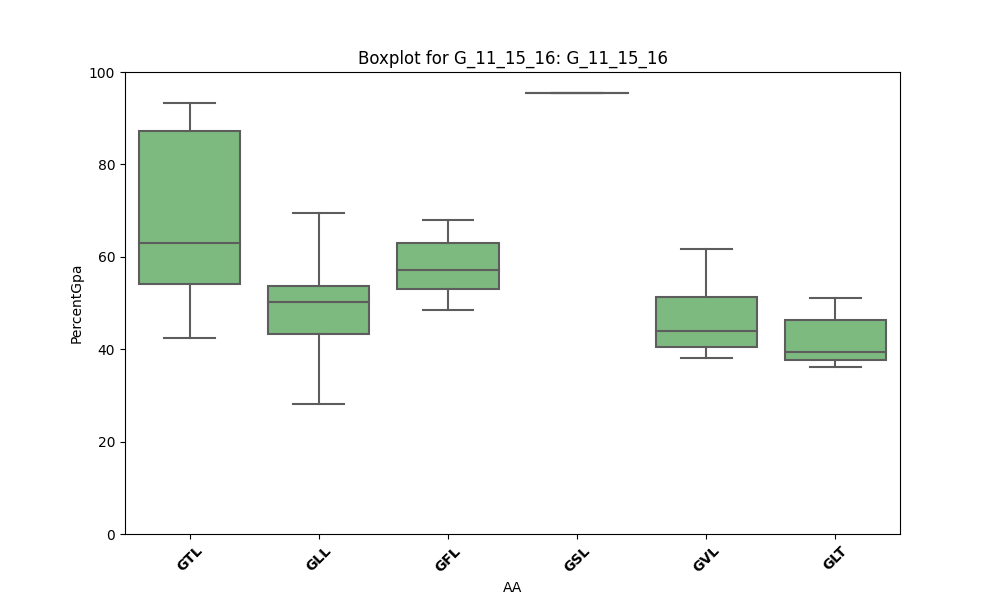 Boxplot for G_11_15_16: G_11_15_16
100
80
60
40
20
0
PercentGpa
GTL
GLL
GFL
GSL
GVL
GLT
AA